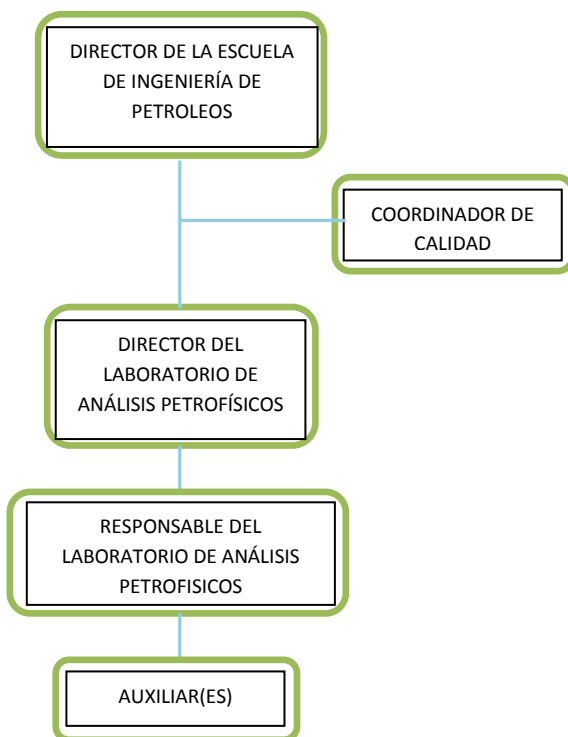 DIRECTOR DE LA ESCUELA
DE INGENIERÍA DE
PETROLEOS
COORDINADOR DE
CALIDAD
DIRECTOR DEL
LABORATORIO DE
ANÁLISIS PETROFÍSICOS
RESPONSABLE DEL
LABORATORIO DE ANÁLISIS
PETROFISICOS
AUXILIAR(ES)